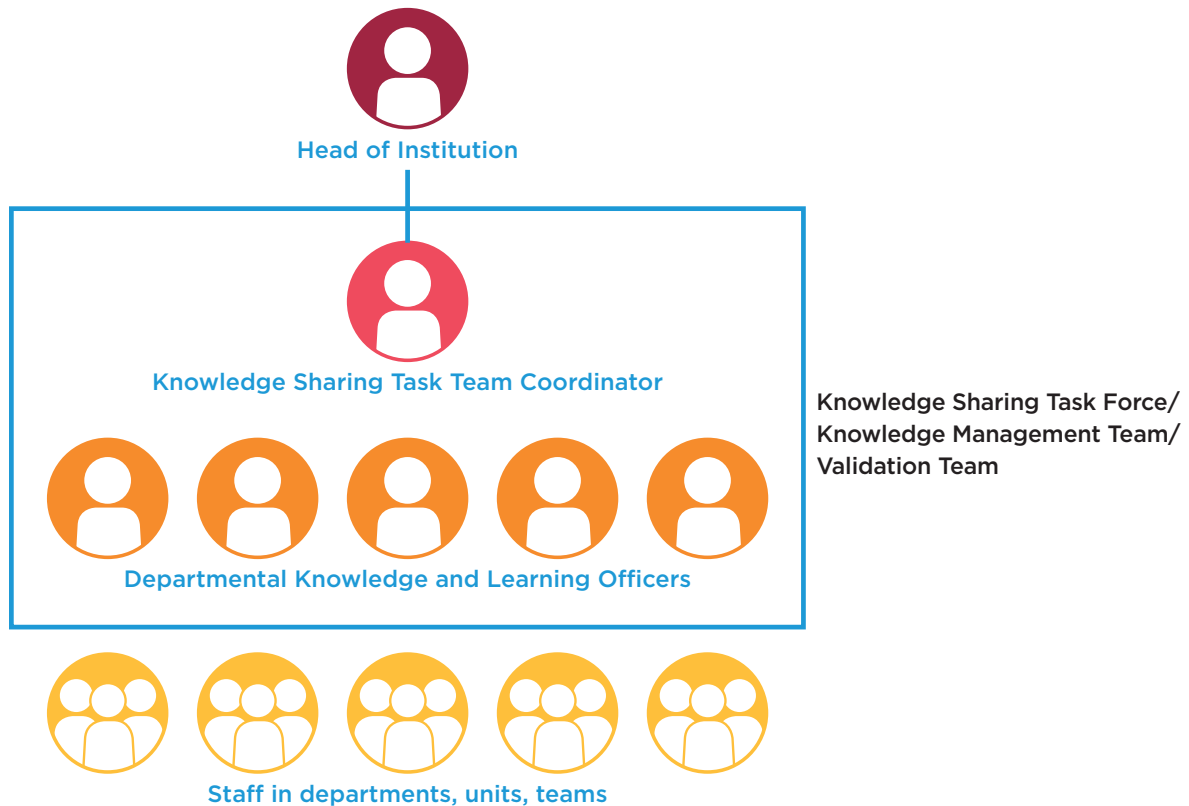 Head of Institution
Knowledge Sharing Task Team Coordinator
Knowledge Sharing Task Force/
Knowledge Management Team/
Validation Team
Departmental Knowledge and Learning Officers
Staff in departments, units, teams